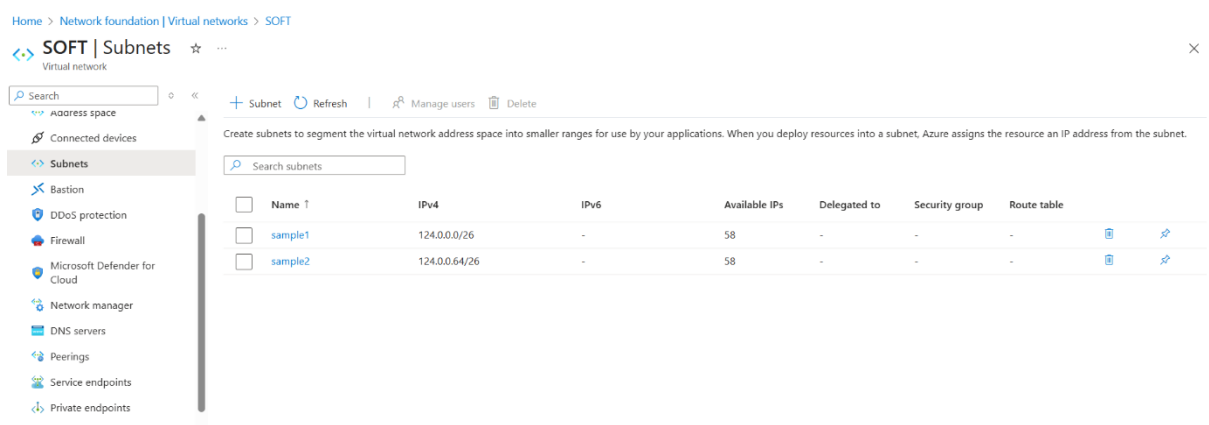 Home > Network foundation | Virtual networks > SOFT
SOFT | Subnets ☆ ···
Virtual network
Search
Address space
Connected devices
Subnets
Bastion
DDoS protection
Firewall
Microsoft Defender for
Cloud
Network manager
DNS servers
Peerings
Service endpoints
Private endpoints
+ Subnet Refresh | Manage users Delete
Create subnets to segment the virtual network address space into smaller ranges for use by your applications. When you deploy resources into a subnet, Azure assigns the resource an IP address from the subnet.
Search subnets
Name ↑ IPv4 IPv6 Available IPs Delegated to Security group Route table
sample1 124.0.0.0/26 - 58 - - -
sample2 124.0.0.64/26 - 58 - - -